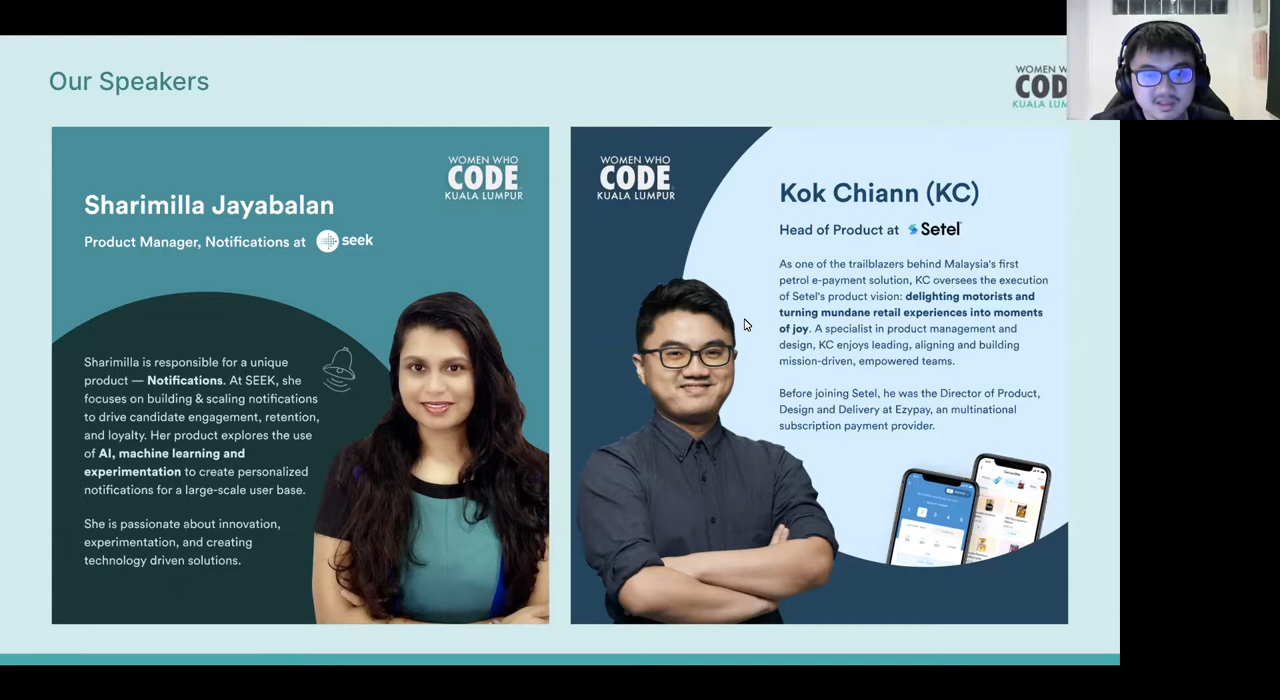 Our Speakers
WOMEN W
COD
KUALA LUM
WOMEN WHO
CODE
KUALA LUMPUR
Sharimilla Jayabalan
Product Manager, Notifications at seek
Sharimilla is responsible for a unique
product — Notifications. At SEEK, she
focuses on building & scaling notifications
to drive candidate engagement, retention,
and loyalty. Her product explores the use
of AI, machine learning and
experimentation to create personalized
notifications for a large-scale user base.
She is passionate about innovation,
experimentation, and creating
technology driven solutions.
WOMEN WHO
CODE
KUALA LUMPUR
Kok Chiann (KC)
Head of Product at Setel
As one of the trailblazers behind Malaysia's first
petrol e-payment solution, KC oversees the execution
of Setel's product vision: delighting motorists and
turning mundane retail experiences into moments
of joy. A specialist in product management and
design, KC enjoys leading, aligning and building
mission-driven, empowered teams.
Before joining Setel, he was the Director of Product,
Design and Delivery at Ezypay, an multinational
subscription payment provider.
1 2 3 4 5